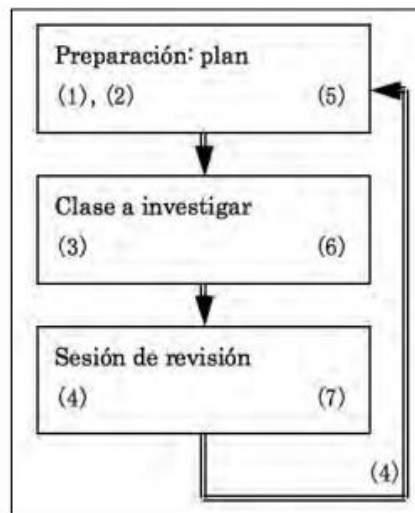 Preparación: plan
(1), (2) (5)
Clase a investigar
(3) (6)
Sesión de revisión
(4) (7)
(4)